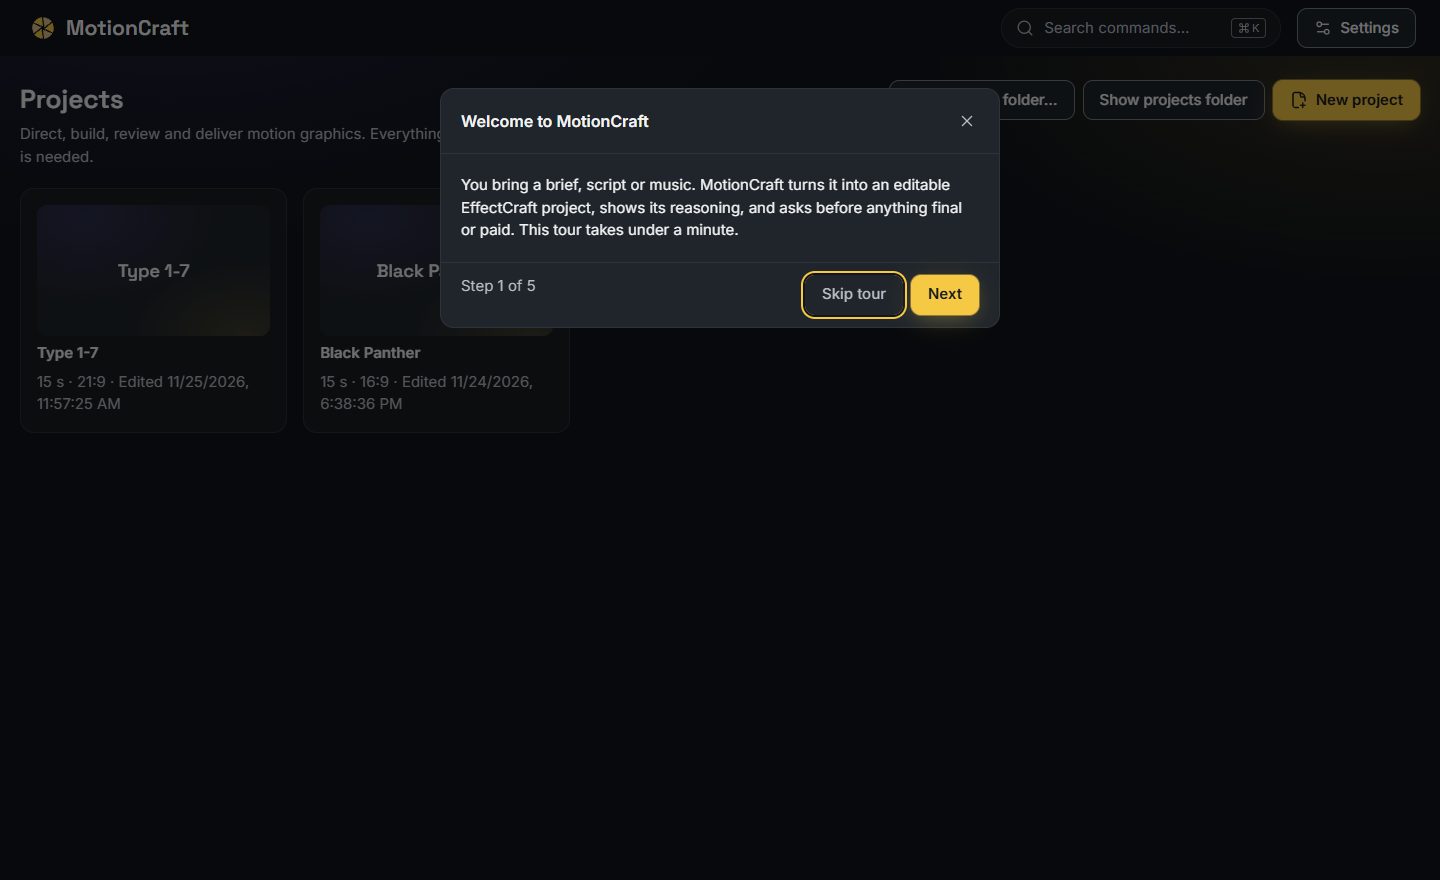 MotionCraft
Search commands...
⌘ K
Settings
Projects
folder...
Show projects folder
New project
Direct, build, review and deliver motion graphics. Everything
is needed.
Welcome to MotionCraft
You bring a brief, script or music. MotionCraft turns it into an editable
EffectCraft project, shows its reasoning, and asks before anything final
or paid. This tour takes under a minute.
Step 1 of 5
Skip tour
Next
Type 1-7
Type 1-7
15 s · 21:9 · Edited 11/25/2026,
11:57:25 AM
Black
Black Panther
15 s · 16:9 · Edited 11/24/2026,
6:38:36 PM